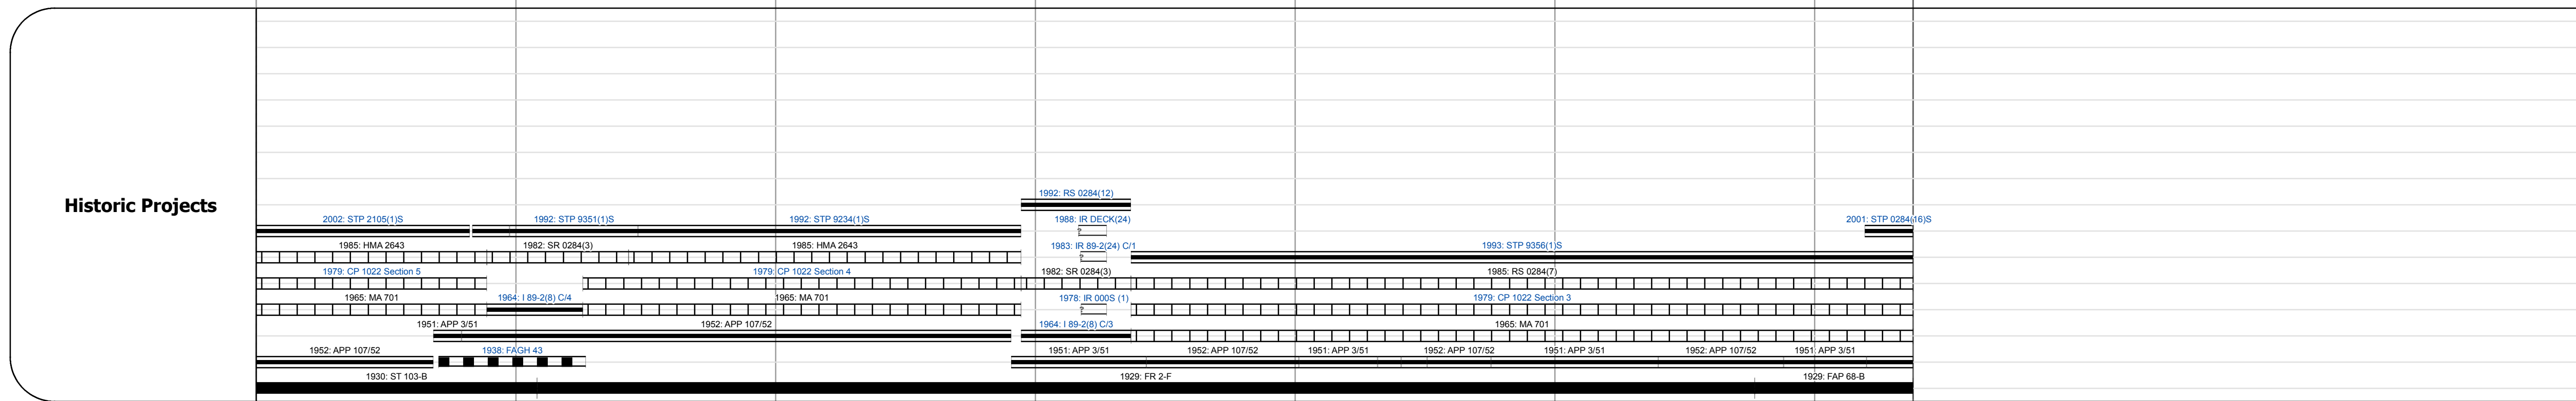 1992: RS 0284(12)
Historic Projects
2002: STP 2105(1)S 1992: STP 9351(1)S 1992: STP 9234(1)S 1988: IR DECK(24) 2001: STP 0284(16)S
1985: HMA 2643 1982: SR 0284(3) 1985: HMA 2643 1983: IR 89-2(24) C/1 1993: STP 9356(1)S
1979: CP 1022 Section 5 1979: CP 1022 Section 4 1982: SR 0284(3) 1985: RS 0284(7)
1965: MA 701 1964: I 89-2(8) C/4 1965: MA 701 1978: IR 000S (1) 1979: CP 1022 Section 3
1951: APP 3/51 1952: APP 107/52 1964: I 89-2(8) C/3 1965: MA 701
1952: APP 107/52 1938: FAGH 43 1951: APP 3/51 1952: APP 107/52 1951: APP 3/51 1952: APP 107/52 1951: APP 3/51 1952: APP 107/52 1951: APP 3/51
1930: ST 103-B 1929: FR 2-F 1929: FAP 68-B